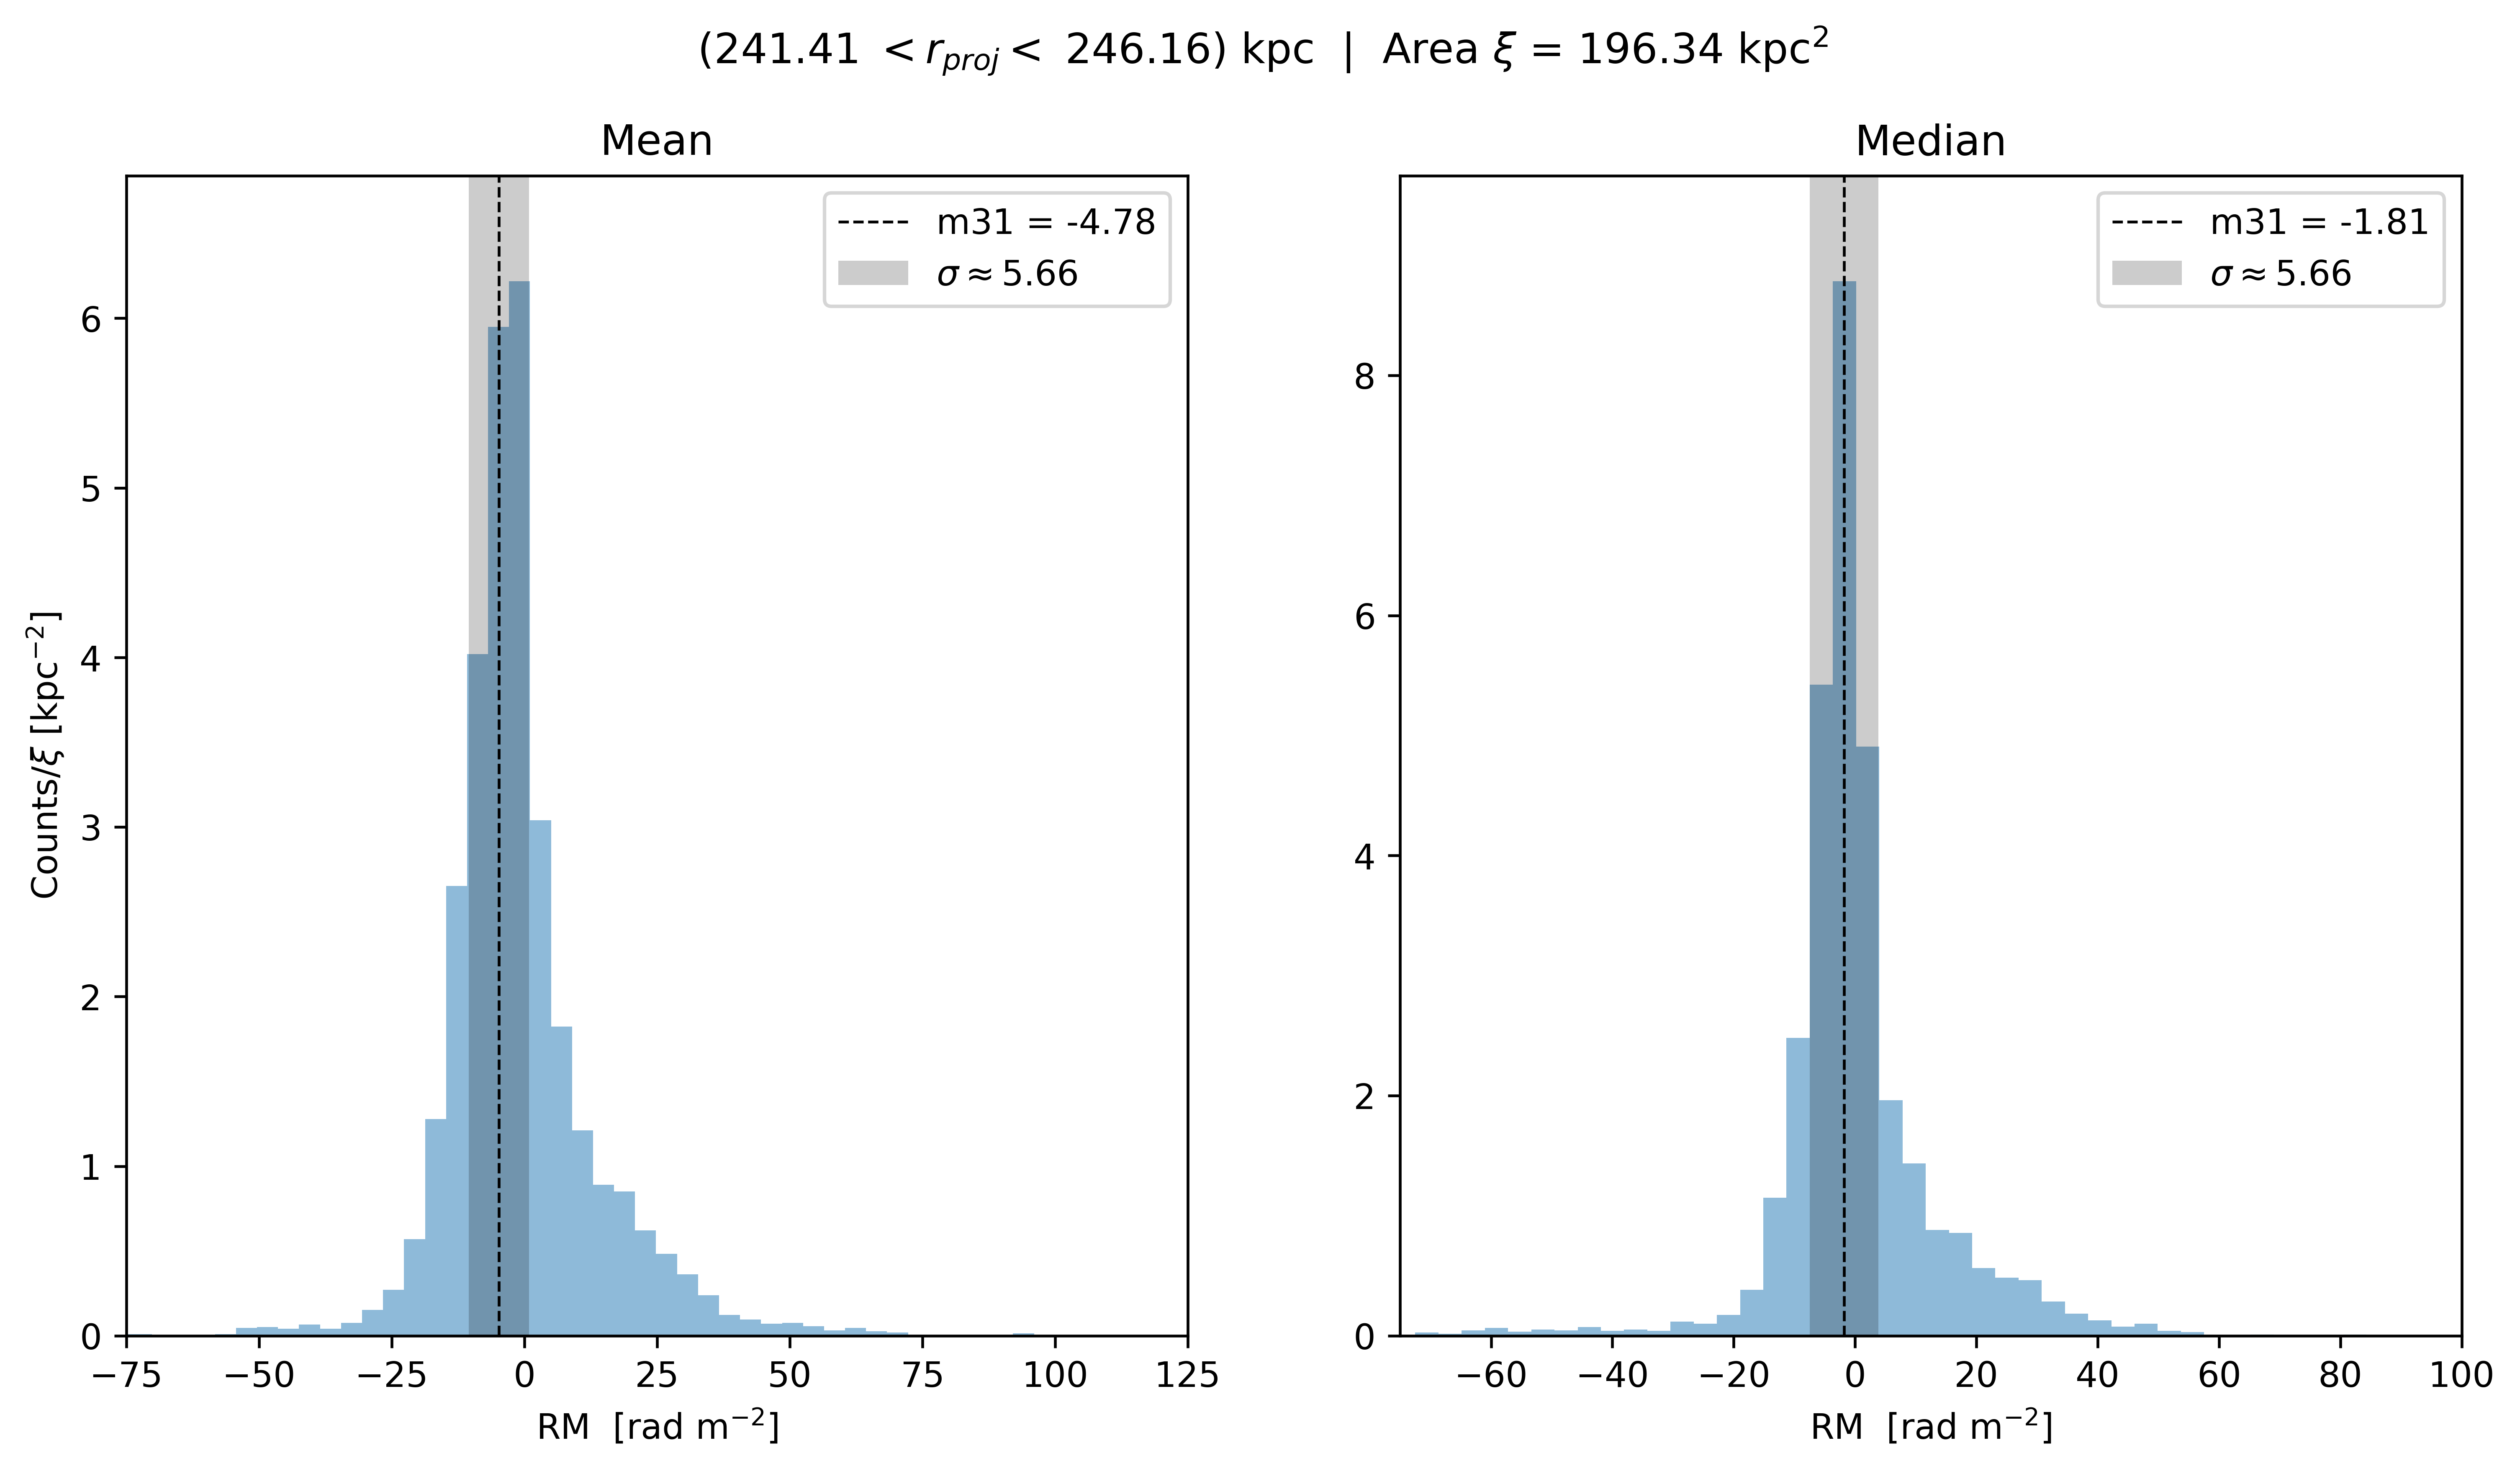 (241.41 < r_proj < 246.16) kpc | Area ξ = 196.34 kpc²
Mean
m31 = -4.78
σ ≈ 5.66
Counts/ξ [kpc⁻²]
6
5
4
3
2
1
0
−75 −50 −25 0 25 50 75 100 125
RM [rad m⁻²]
Median
m31 = -1.81
σ ≈ 5.66
8
6
4
2
0
−60 −40 −20 0 20 40 60 80 100
RM [rad m⁻²]